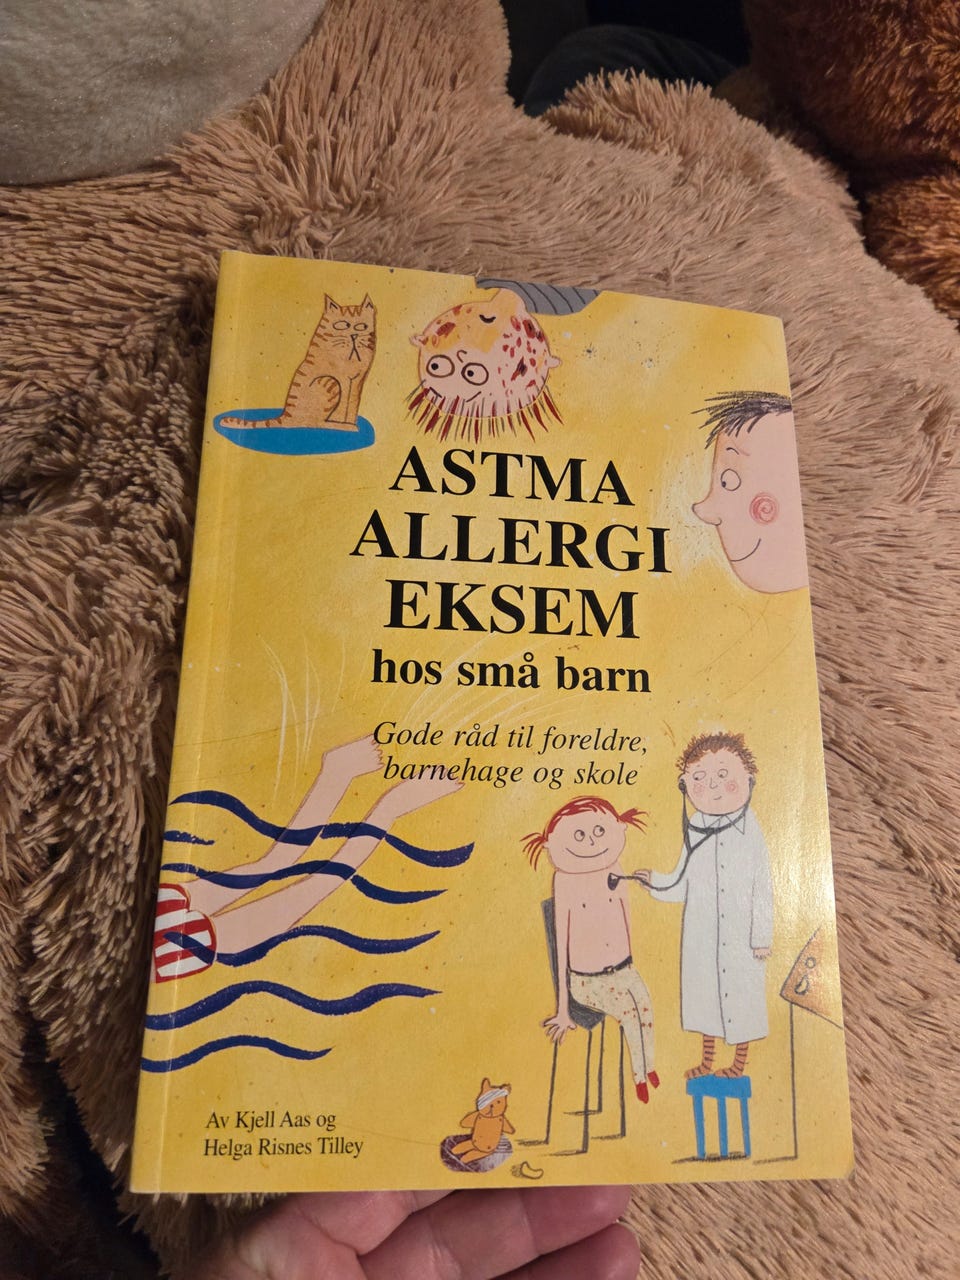 ASTMA
ALLERGI
EKSEM
hos små barn
Gode råd til foreldre,
barnehage og skole
Av Kjell Aas og
Helga Risnes Tilley